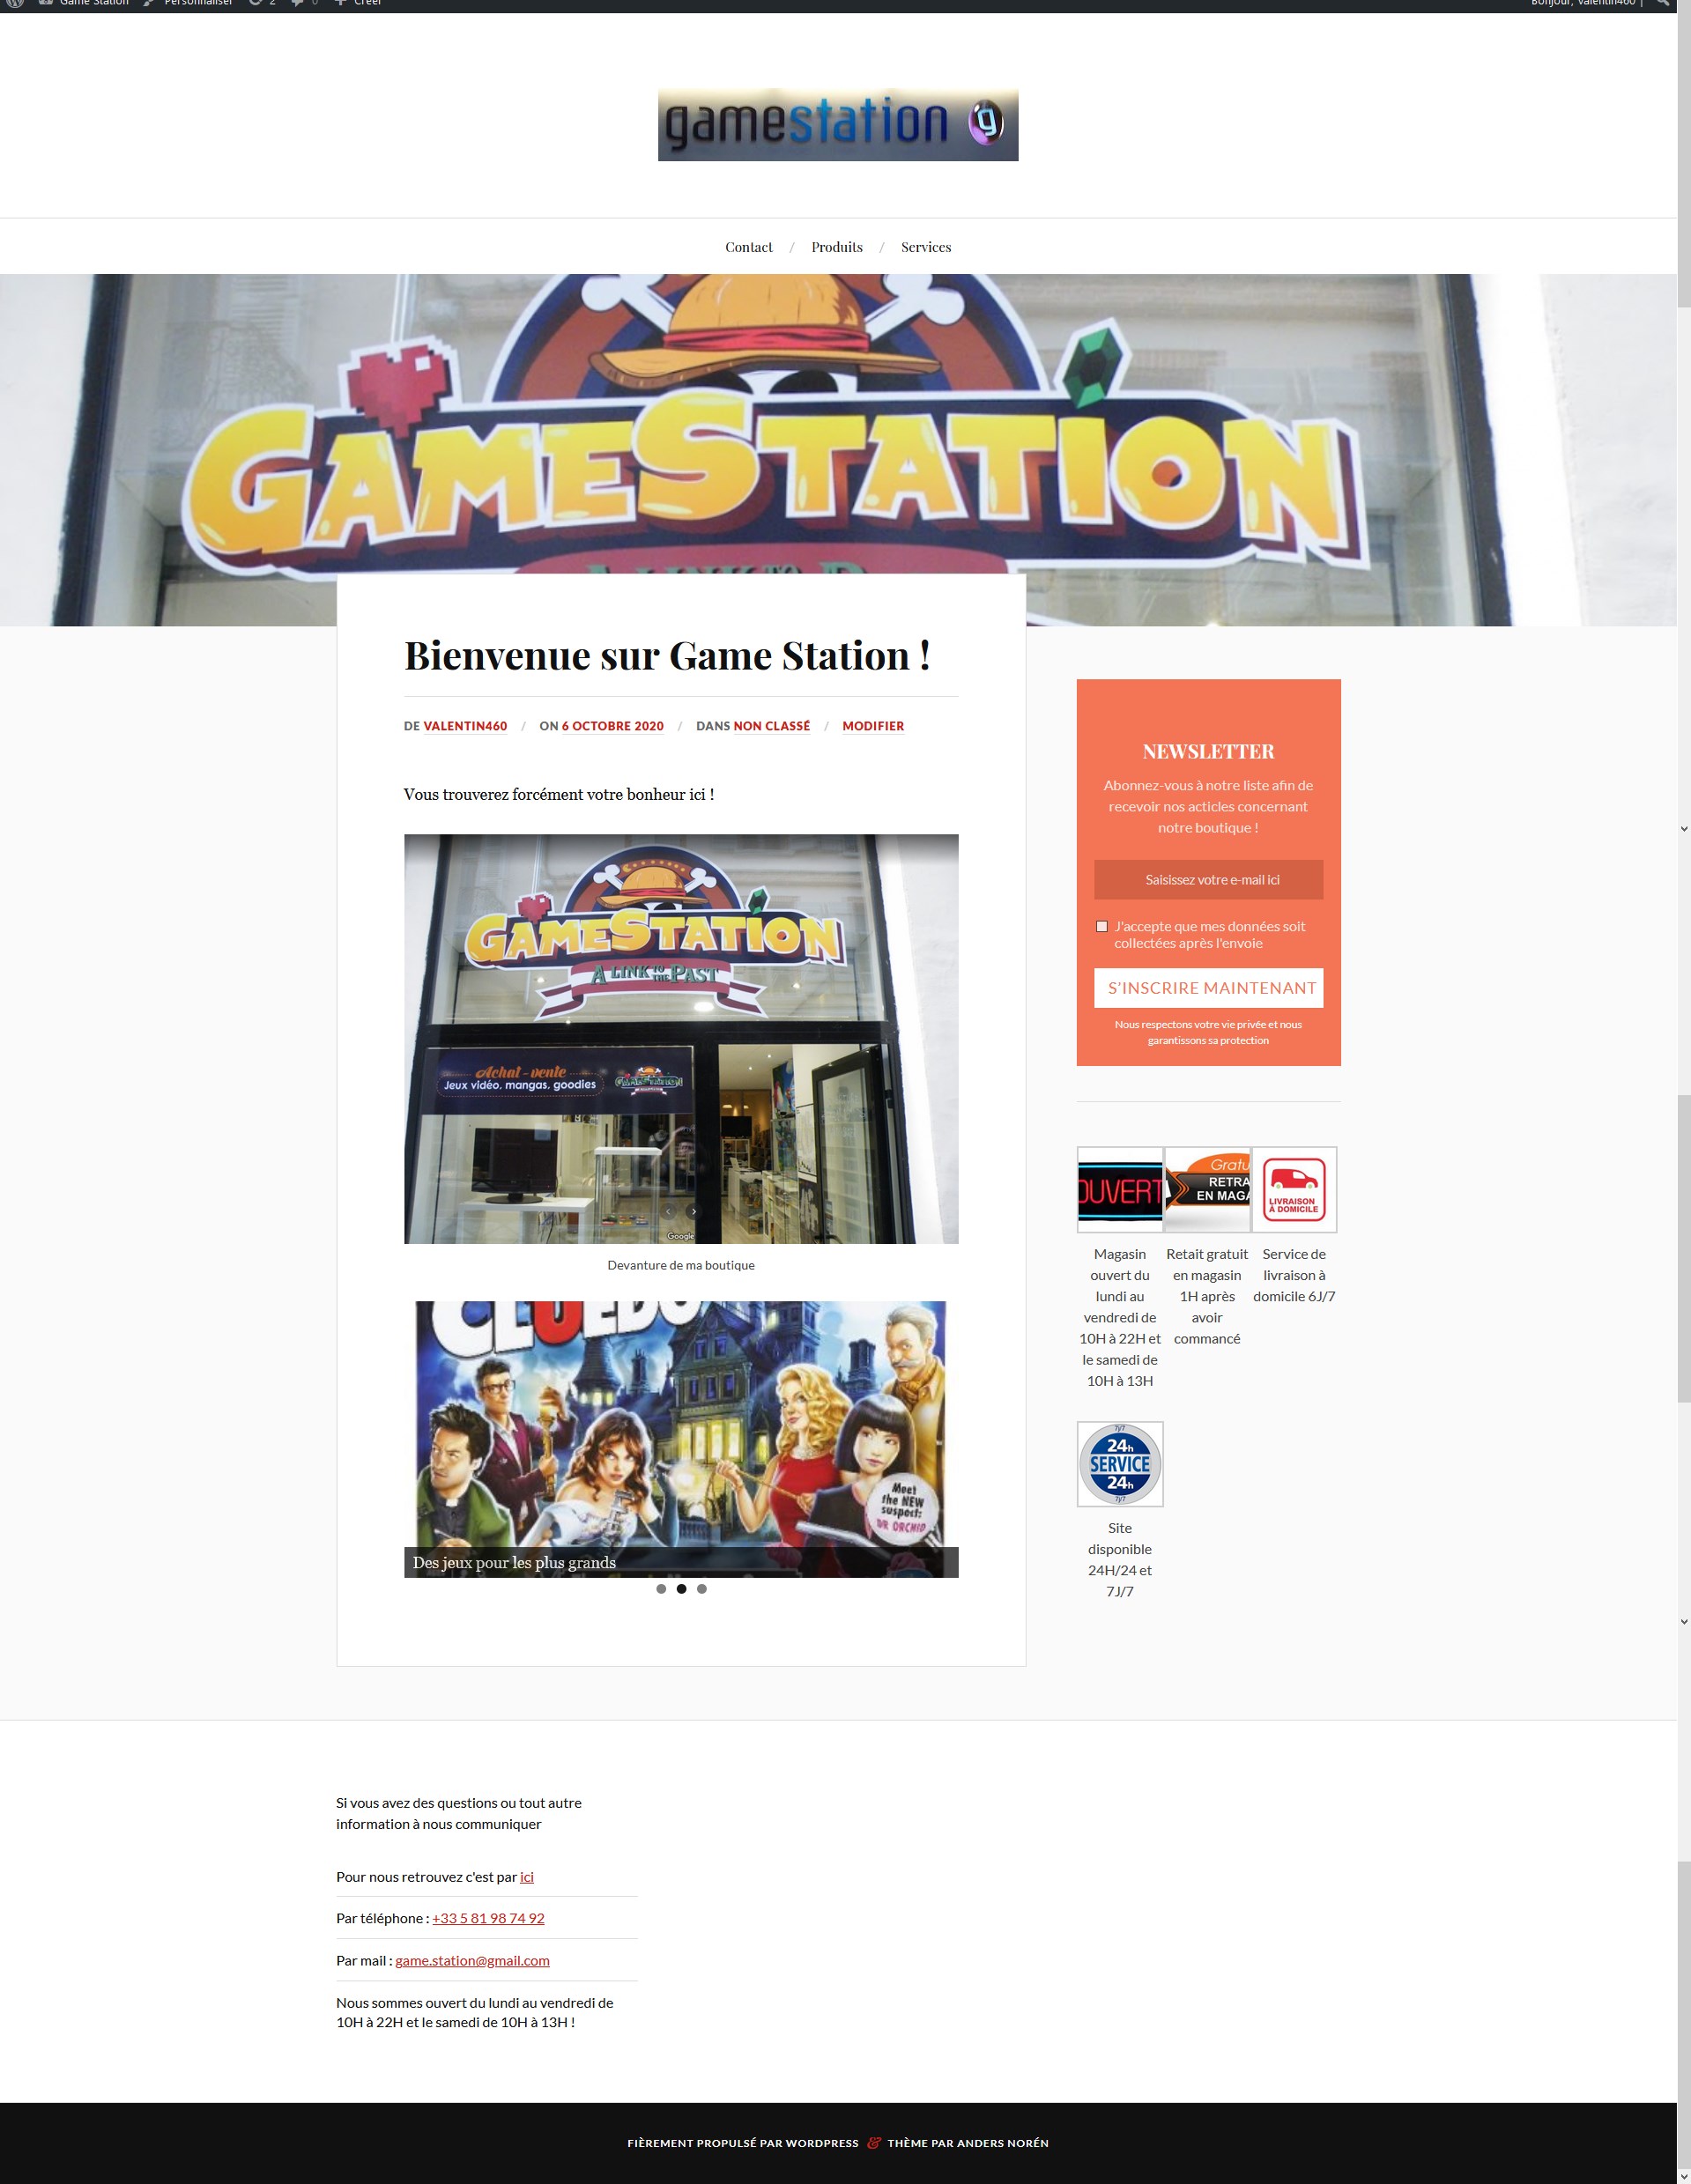 Game Station
Personnaliser
2
0
Créer
Bonjour, Valentin460
gamestation g
Contact / Produits / Services
GAMESTATION
Bienvenue sur Game Station !
DE VALENTIN460 / ON 6 OCTOBRE 2020 / DANS NON CLASSÉ / MODIFIER
Vous trouverez forcément votre bonheur ici !
GAMESTATION
A LINK TO THE PAST
Achat - vente
Jeux vidéo, mangas, goodies
GAMESTATION
Google
Devanture de ma boutique
CLUEDO
Meet
the NEW
suspect:
DR ORCHID
Des jeux pour les plus grands
NEWSLETTER
Abonnez-vous à notre liste afin de
recevoir nos acticles concernant
notre boutique !
Saisissez votre e-mail ici
J'accepte que mes données soit
collectées après l'envoie
S'INSCRIRE MAINTENANT
Nous respectons votre vie privée et nous
garantissons sa protection
OUVERT
Gratu
RETRA
EN MAGA
LIVRAISON
À DOMICILE
Magasin
ouvert du
lundi au
vendredi de
10H à 22H et
le samedi de
10H à 13H
Retait gratuit
en magasin
1H après
avoir
commancé
Service de
livraison à
domicile 6J/7
7j/7
24h
SERVICE
24h
7j/7
Site
disponible
24H/24 et
7J/7
Si vous avez des questions ou tout autre
information à nous communiquer
Pour nous retrouvez c'est par ici
Par téléphone : +33 5 81 98 74 92
Par mail : game.station@gmail.com
Nous sommes ouvert du lundi au vendredi de
10H à 22H et le samedi de 10H à 13H !
FIÈREMENT PROPULSÉ PAR WORDPRESS & THÈME PAR ANDERS NORÉN